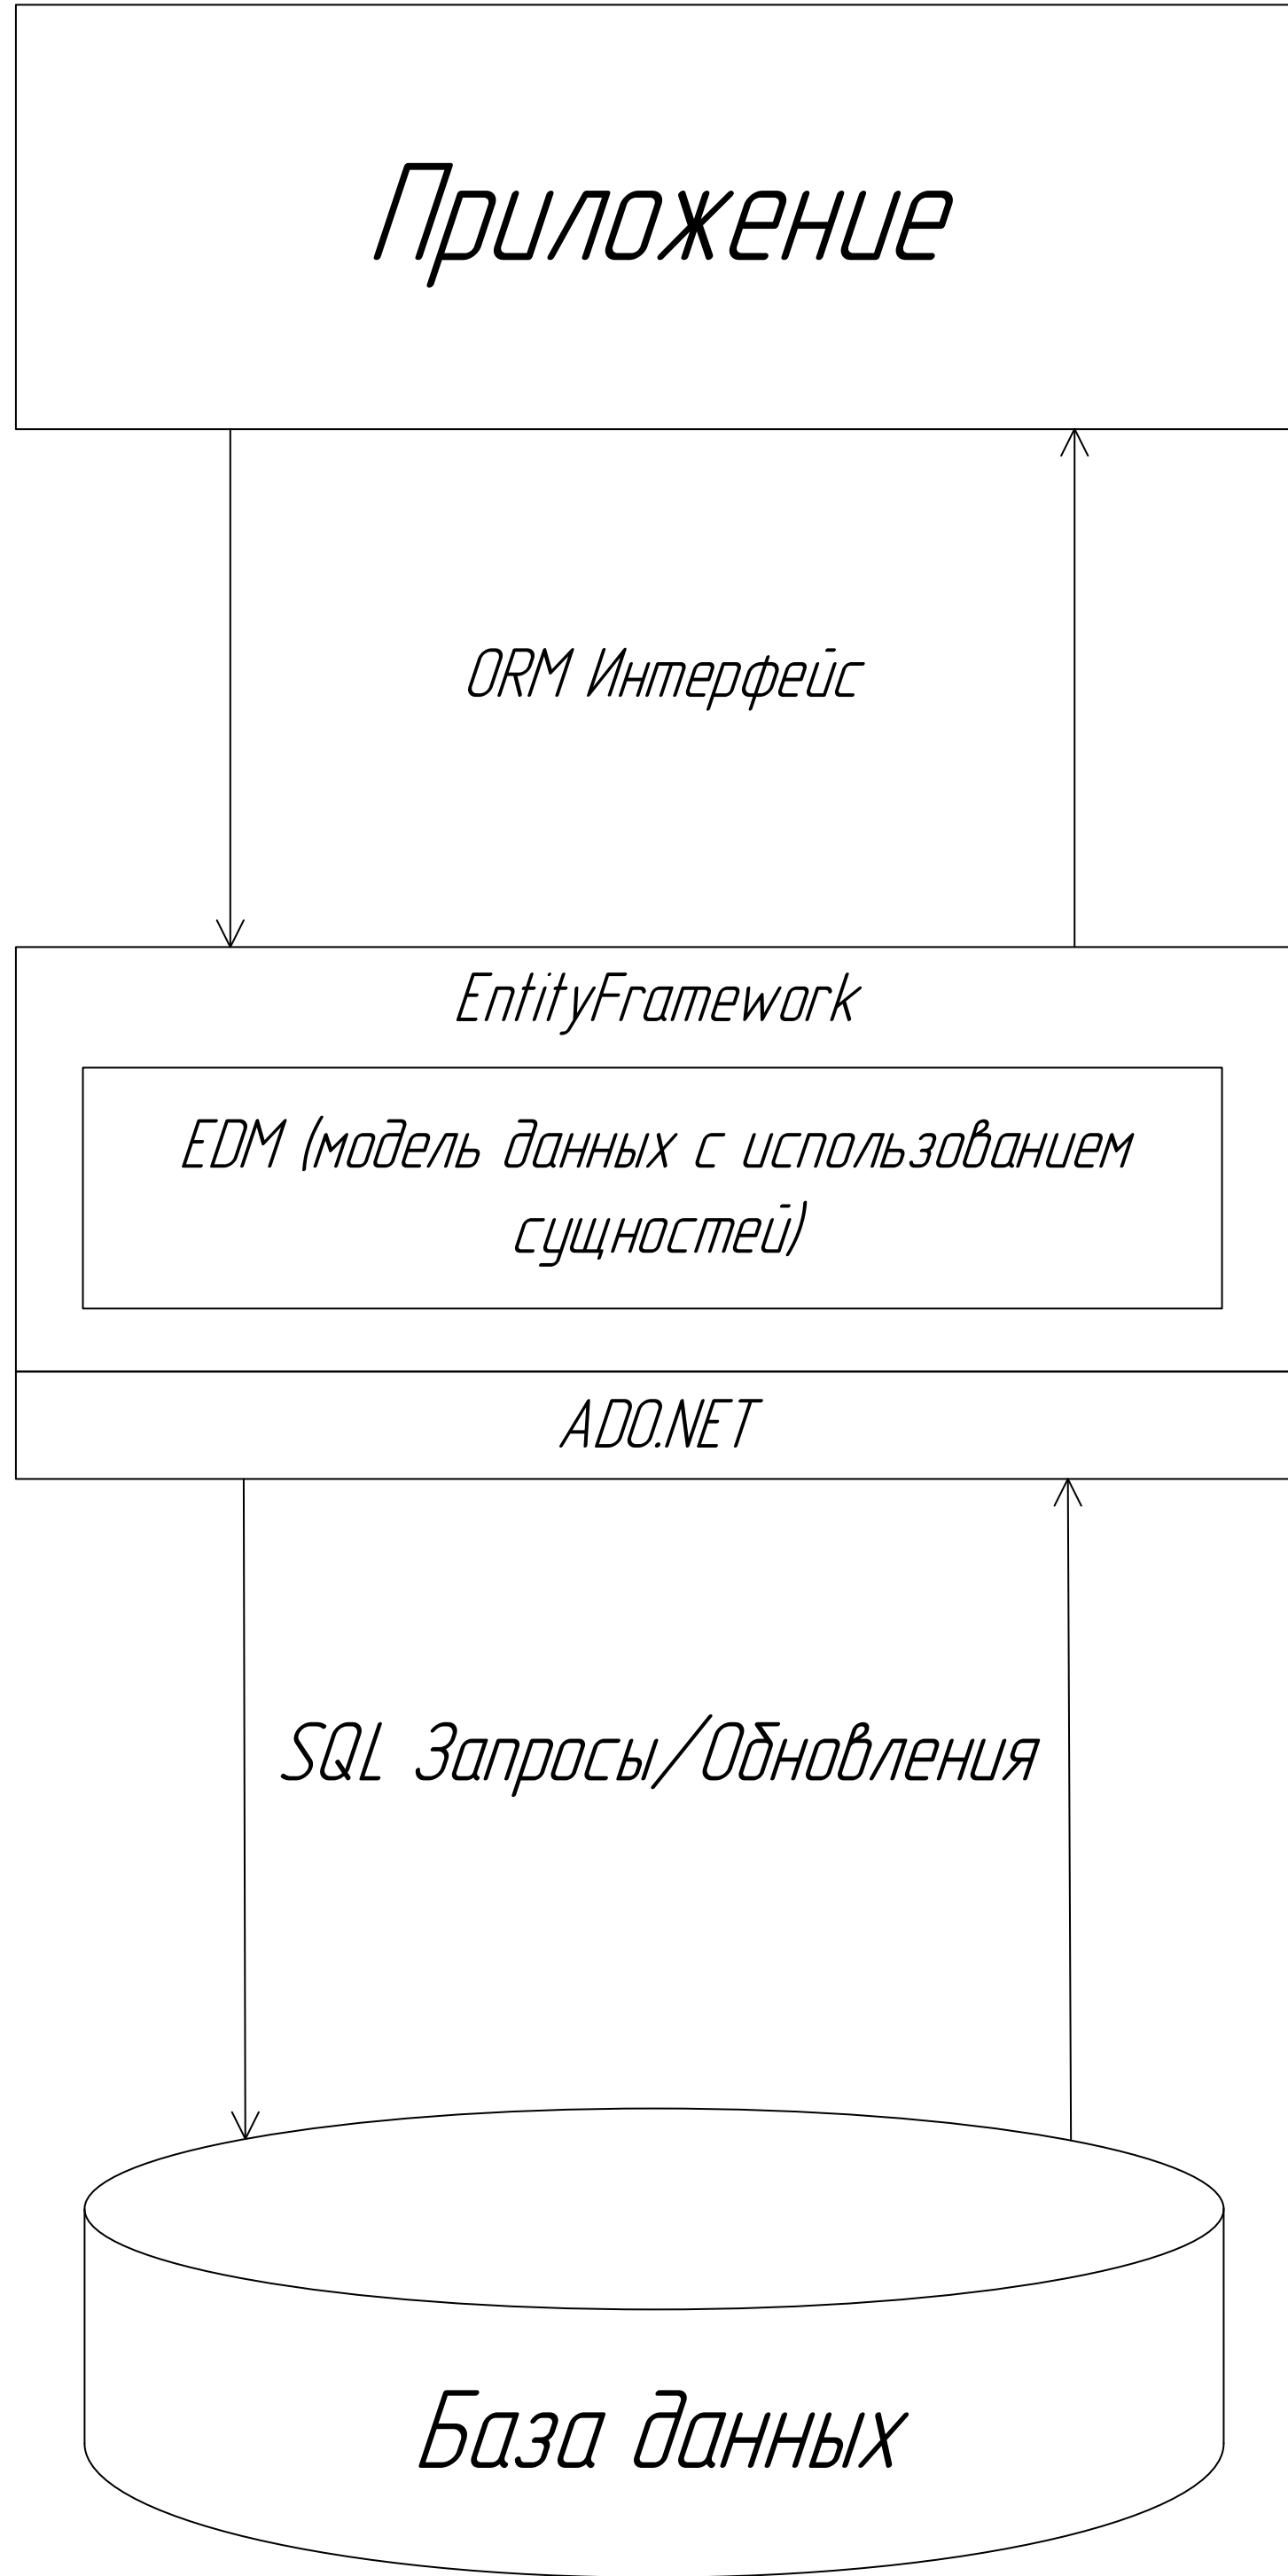 Приложение
ORM Интерфейс
EntityFramework
EDM (модель данных с использованием
сущностей)
ADO.NET
SQL Запросы/Обновления
База данных